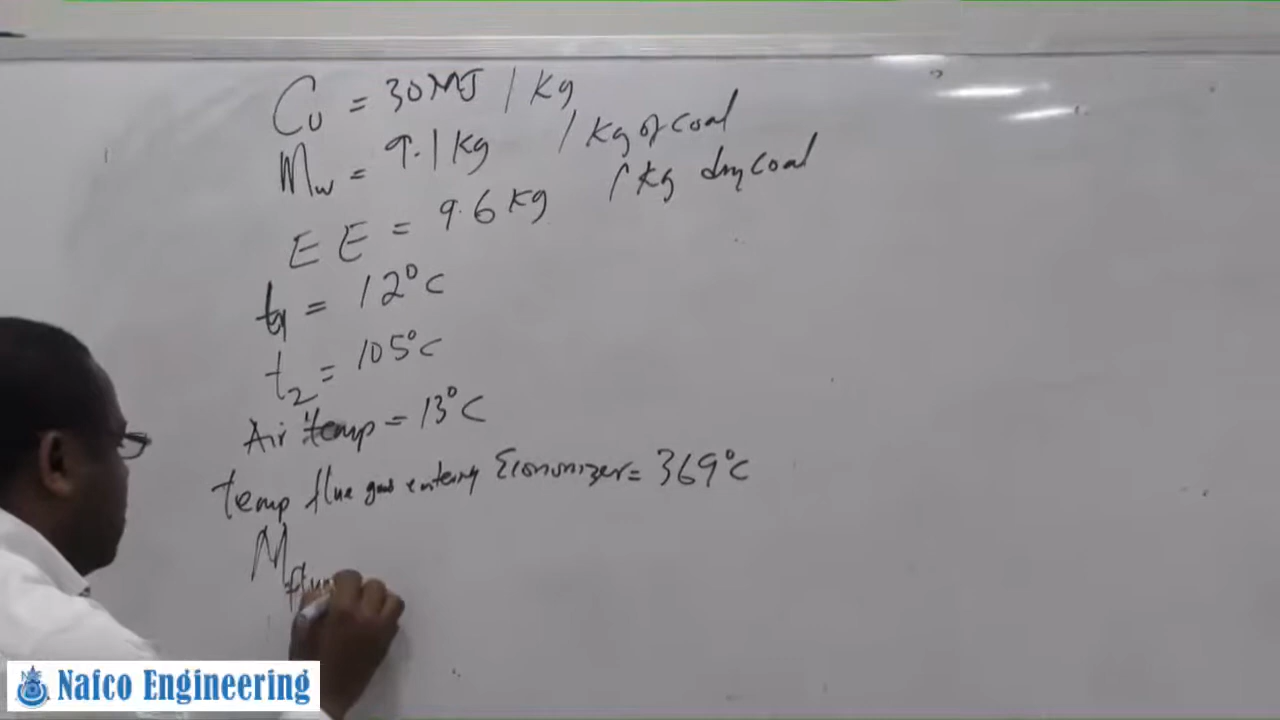 Cv = 30MJ / Kg
Mw = 9.1 kg / kg of coal
E E = 9.6 kg / kg dry coal
t1 = 12°C
t2 = 105°C
Air temp = 13°C
temp flue gas entering Economizer = 369°C
M flue
Nafco Engineering